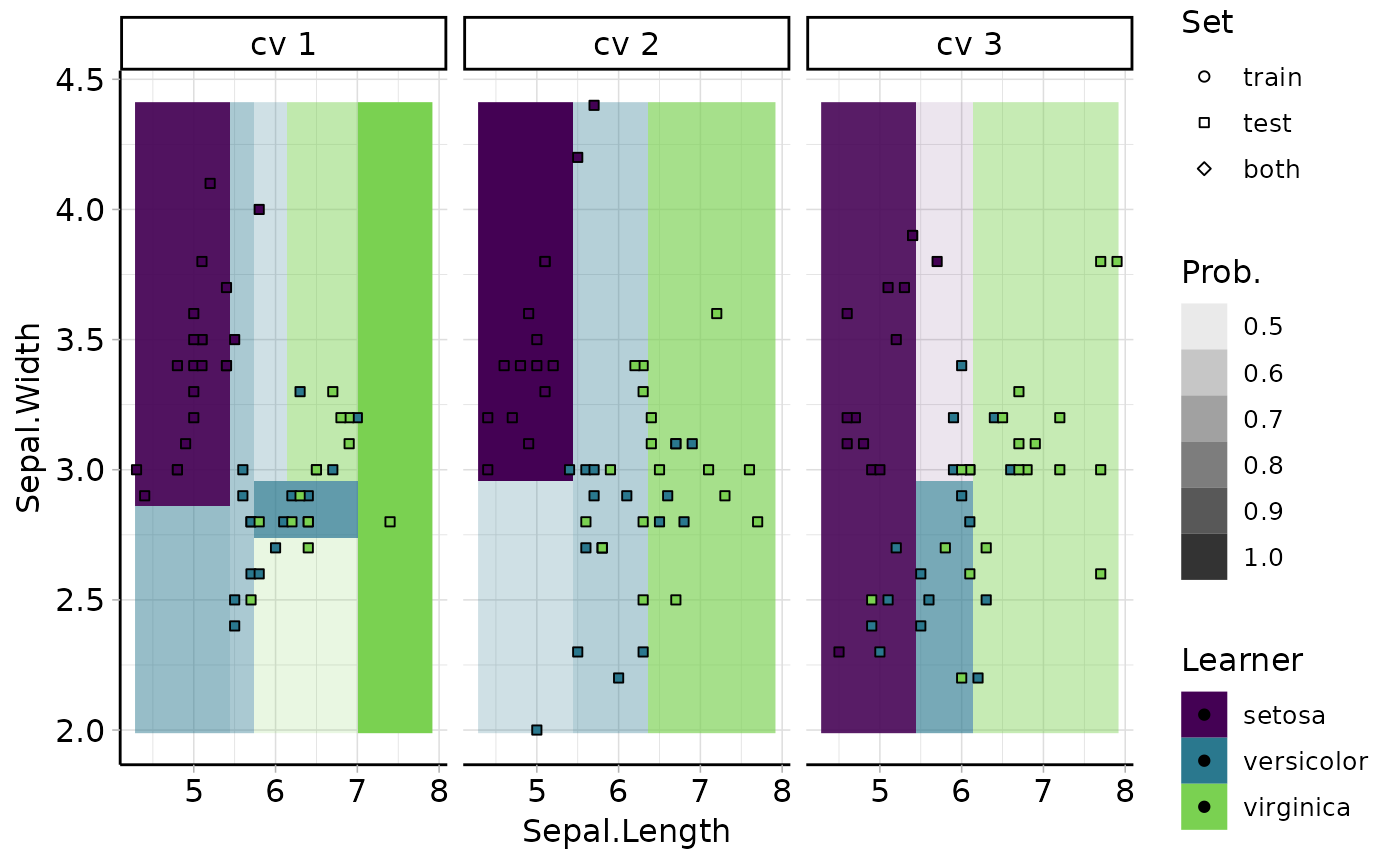 cv 1
cv 2
cv 3
4.5
4.0
3.5
3.0
2.5
2.0
Sepal.Width
5 6 7 8
5 6 7 8
5 6 7 8
Sepal.Length
Set
train
test
both
Prob.
0.5
0.6
0.7
0.8
0.9
1.0
Learner
setosa
versicolor
virginica